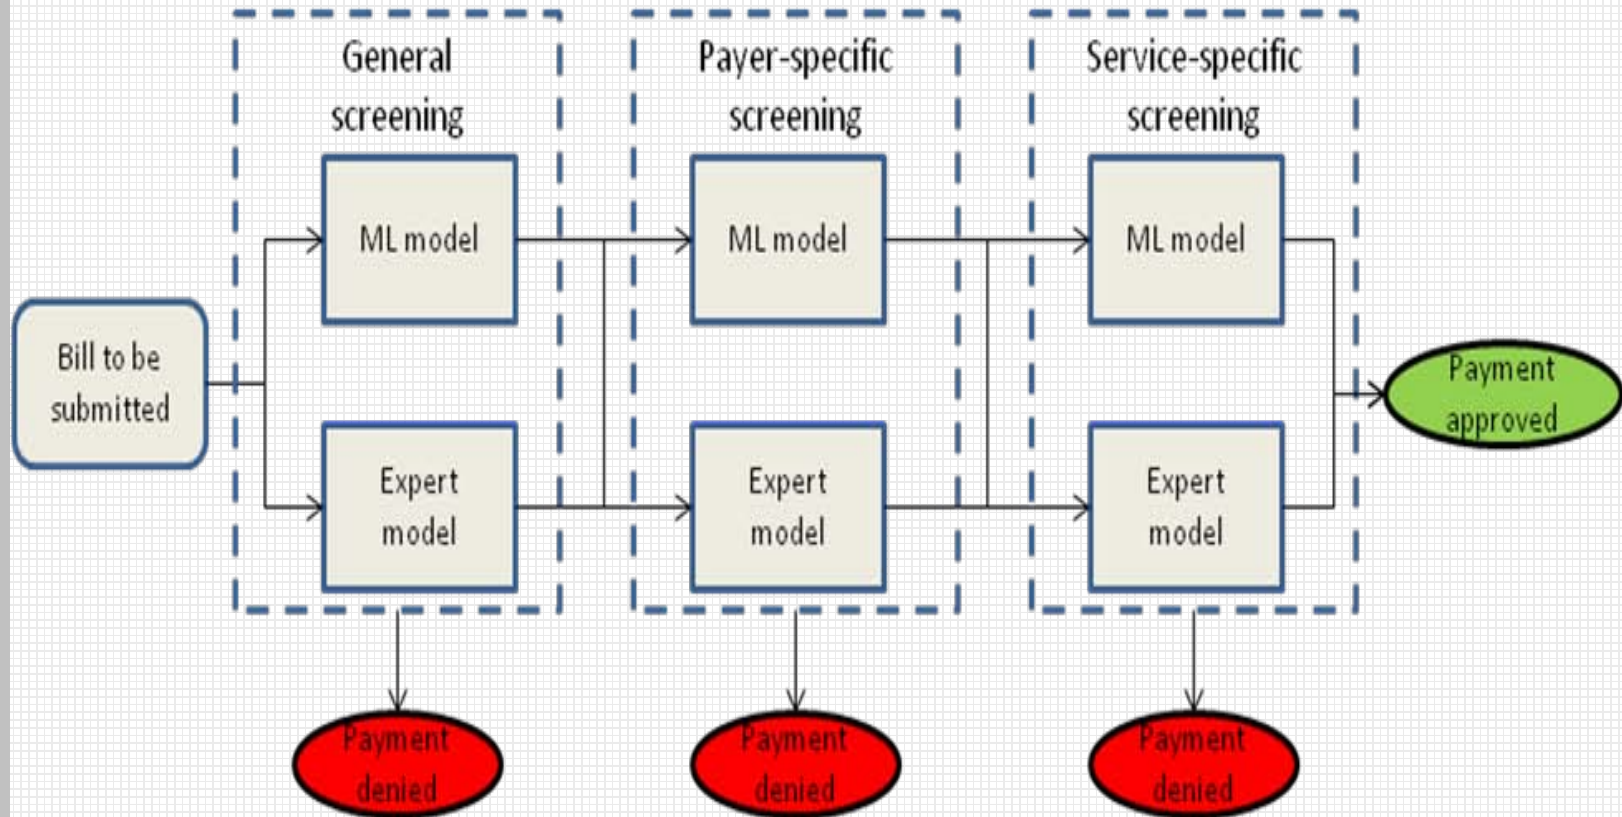 General
screening
Payer-specific
screening
Service-specific
screening
ML model
ML model
ML model
Bill to be
submitted
Payment
approved
Expert
model
Expert
model
Expert
model
Payment
denied
Payment
denied
Payment
denied